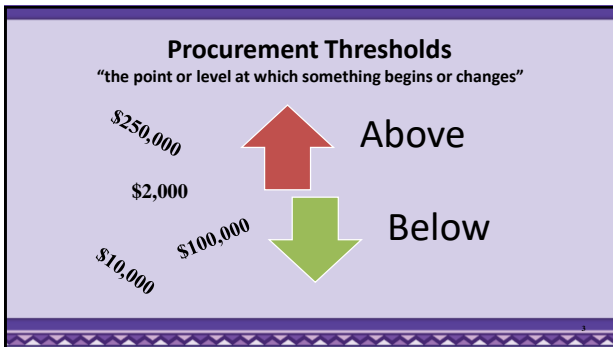 Procurement Thresholds
“the point or level at which something begins or changes”
$250,000
Above
$2,000
$100,000
Below
$10,000
3